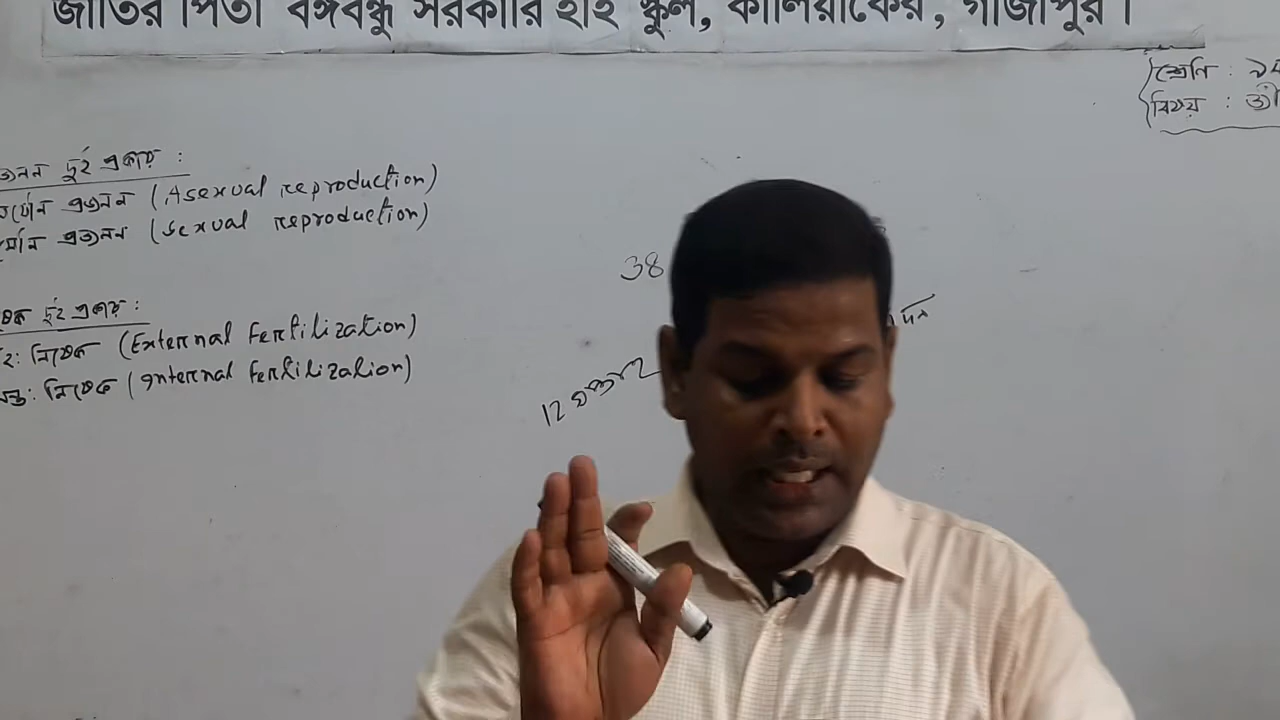 জাতির পিতা বঙ্গবন্ধু সরকারি হাই স্কুল, কালিয়াকৈর, গাজীপুর।
শ্রেণি :
বিষয় :
দুই প্রকার :
প্রজনন (Asexual reproduction)
প্রজনন (Sexual reproduction)
দুই প্রকার :
নিষেক (External Fertilization)
নিষেক (Internal Fertilization)
38
12